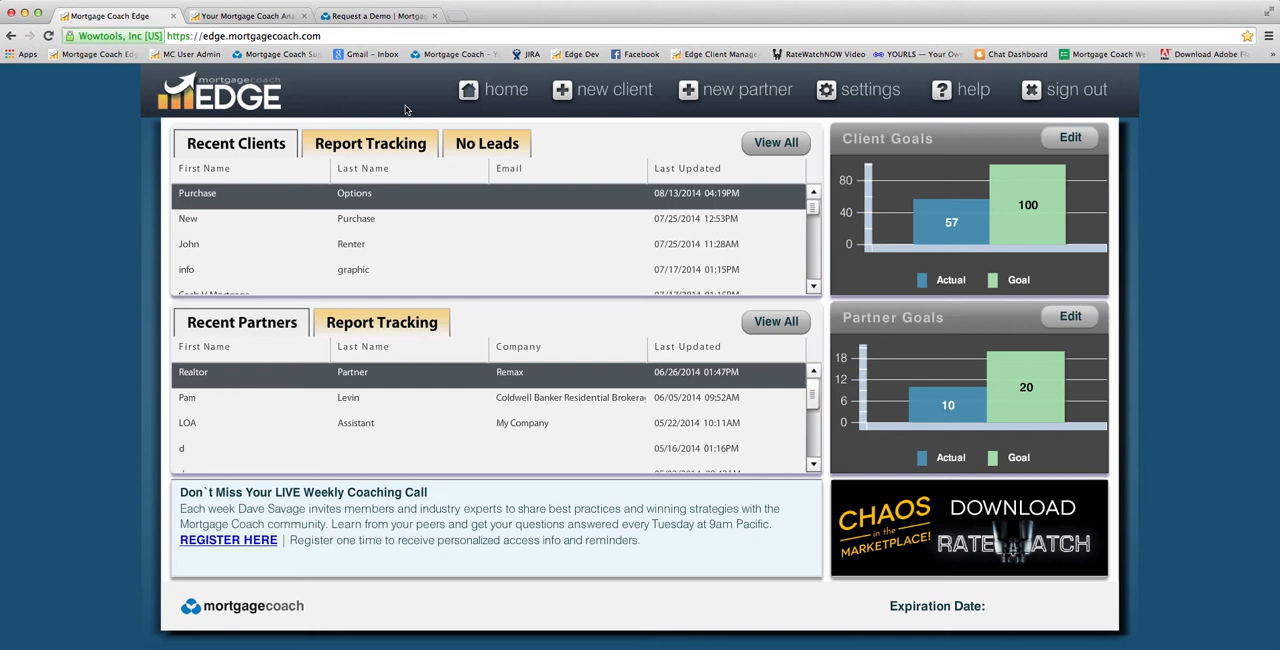 Mortgage Coach Edge
Your Mortgage Coach Ana
Request a Demo | Mortga
Wowtools, Inc [US] https://edge.mortgagecoach.com
Apps Mortgage Coach Edg MC User Admin Mortgage Coach Sup Gmail – Inbox Mortgage Coach – Y JIRA Edge Dev Facebook Edge Client Manage RateWatchNOW Video YOURLS — Your Own Chat Dashboard Mortgage Coach We Download Adobe Fl »
mortgagecoach
EDGE
home new client new partner settings help sign out
Recent Clients Report Tracking No Leads View All
First Name Last Name Email Last Updated
Purchase Options 08/13/2014 04:19PM
New Purchase 07/25/2014 12:53PM
John Renter 07/25/2014 11:28AM
info graphic 07/17/2014 01:15PM
Client Goals Edit
80
40
0
57
100
Actual Goal
Recent Partners Report Tracking View All
First Name Last Name Company Last Updated
Realtor Partner Remax 06/26/2014 01:47PM
Pam Levin Coldwell Banker Residential Brokera 06/05/2014 09:52AM
LOA Assistant My Company 05/22/2014 10:11AM
d 05/16/2014 01:16PM
Partner Goals Edit
18
12
6
0
10
20
Actual Goal
Don`t Miss Your LIVE Weekly Coaching Call
Each week Dave Savage invites members and industry experts to share best practices and winning strategies with the
Mortgage Coach community. Learn from your peers and get your questions answered every Tuesday at 9am Pacific.
REGISTER HERE | Register one time to receive personalized access info and reminders.
CHAOS
in the
MARKETPLACE!
DOWNLOAD
RATEWATCH
mortgagecoach
Expiration Date: